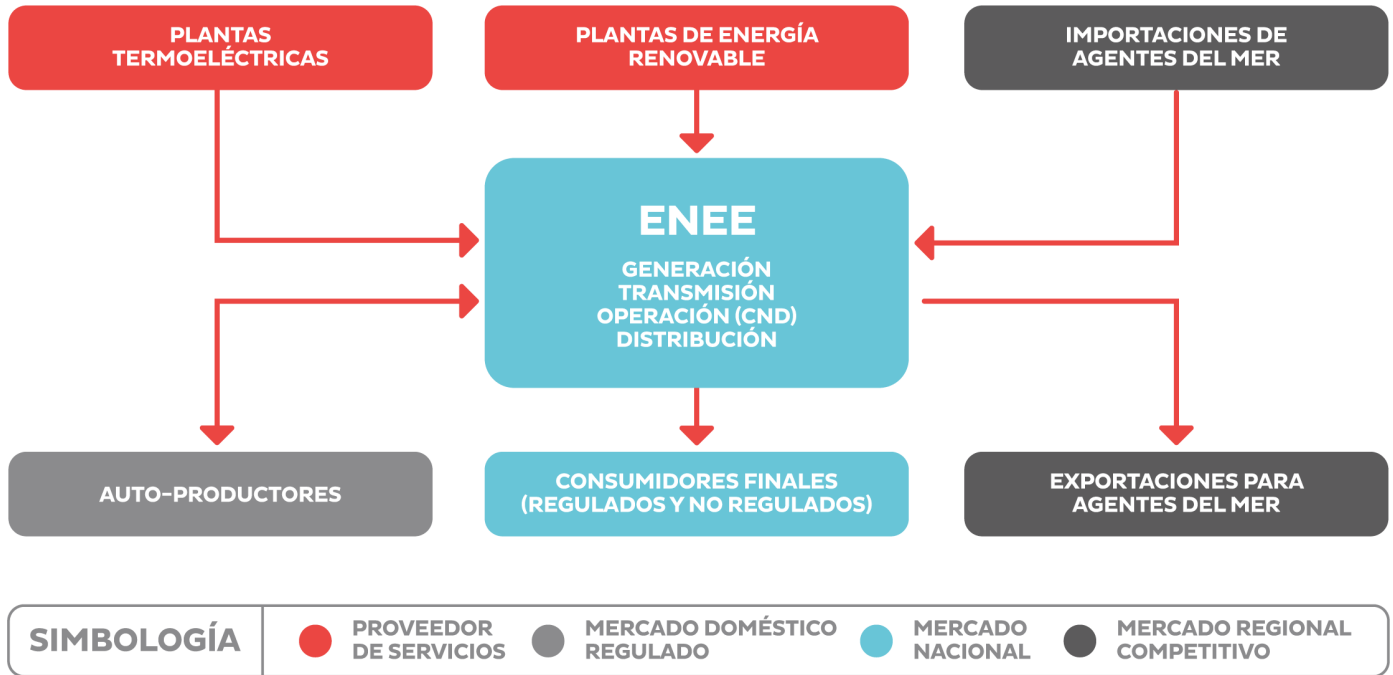 PLANTAS
TERMOELÉCTRICAS
PLANTAS DE ENERGÍA
RENOVABLE
IMPORTACIONES DE
AGENTES DEL MER
ENEE
GENERACIÓN
TRANSMISIÓN
OPERACIÓN (CND)
DISTRIBUCIÓN
AUTO-PRODUCTORES
CONSUMIDORES FINALES
(REGULADOS Y NO REGULADOS)
EXPORTACIONES PARA
AGENTES DEL MER
SIMBOLOGÍA
PROVEEDOR
DE SERVICIOS
MERCADO DOMÉSTICO
REGULADO
MERCADO
NACIONAL
MERCADO REGIONAL
COMPETITIVO